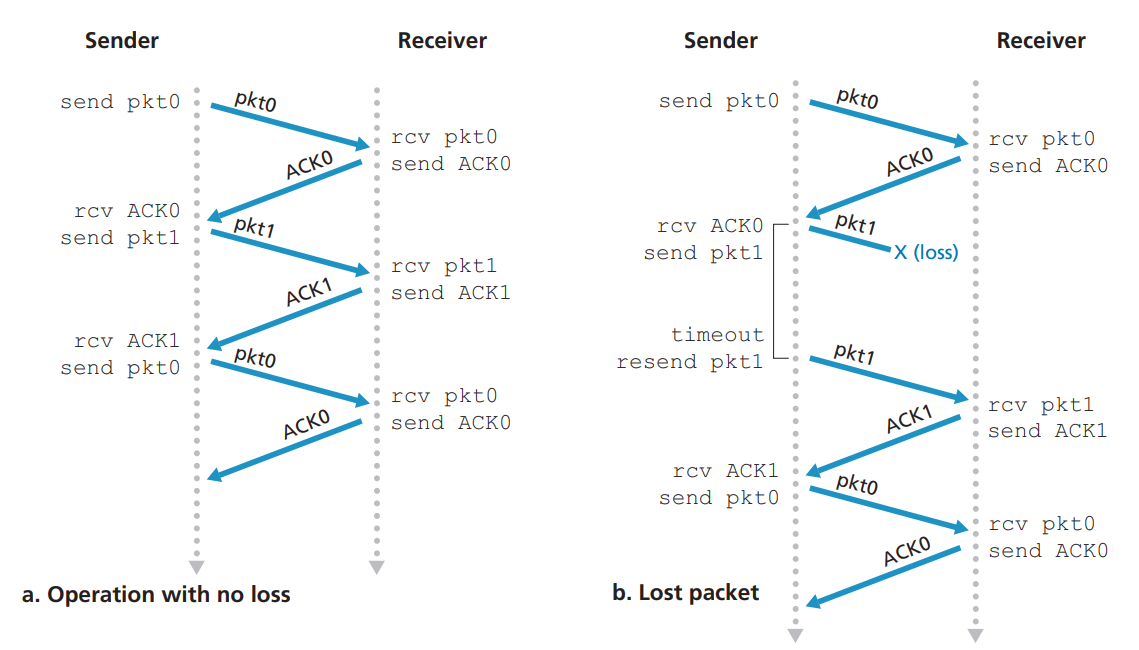 Sender
Receiver
send pkt0
pkt0
rcv pkt0
ACK0
send ACK0
rcv ACK0
pkt1
send pkt1
rcv pkt1
ACK1
send ACK1
rcv ACK1
pkt0
send pkt0
rcv pkt0
ACK0
send ACK0
a. Operation with no loss
Sender
Receiver
send pkt0
pkt0
rcv pkt0
ACK0
send ACK0
rcv ACK0
pkt1
send pkt1
X (loss)
timeout
pkt1
resend pkt1
rcv pkt1
ACK1
send ACK1
rcv ACK1
pkt0
send pkt0
rcv pkt0
ACK0
send ACK0
b. Lost packet